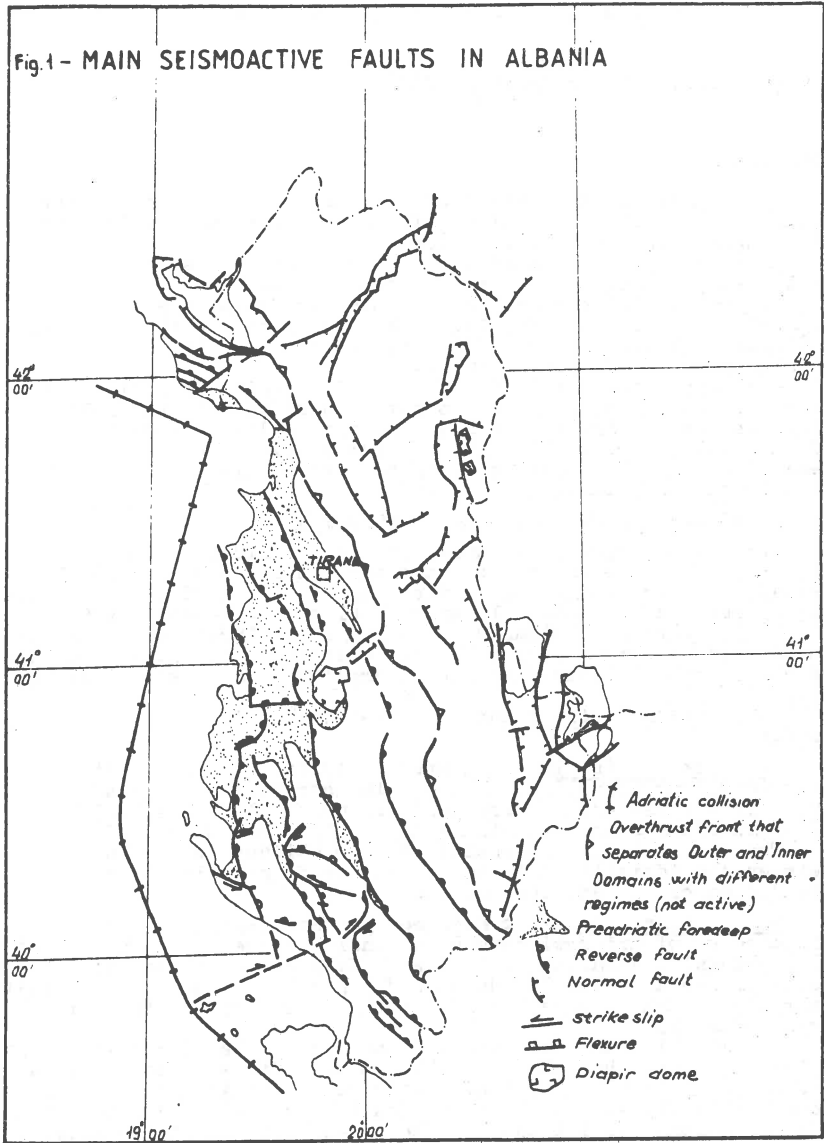 Fig.1 - MAIN SEISMOACTIVE FAULTS IN ALBANIA
42°
00'
42°
00'
TIRANE
41°
00'
41°
00'
Adriatic collision
Overthrust front that
separates Outer and Inner
Domains with different
regimes (not active)
Preadriatic foredeep
Reverse fault
Normal fault
strike slip
Flexure
Diapir dome
40°
00'
19° 00'
20° 00'